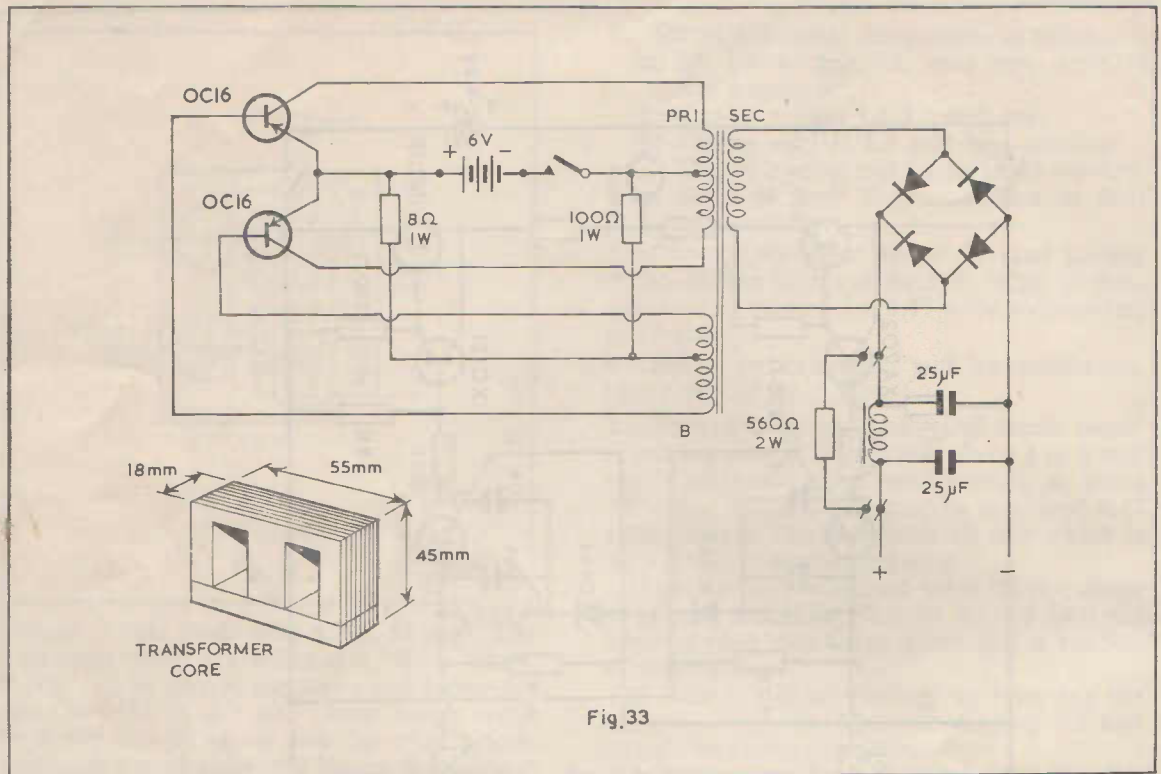 OC16
OC16
+ 6V -
8Ω
1W
100Ω
1W
PRI SEC
B
560Ω
2W
25µF
25µF
+ -
18mm
55mm
45mm
TRANSFORMER
CORE
Fig.33